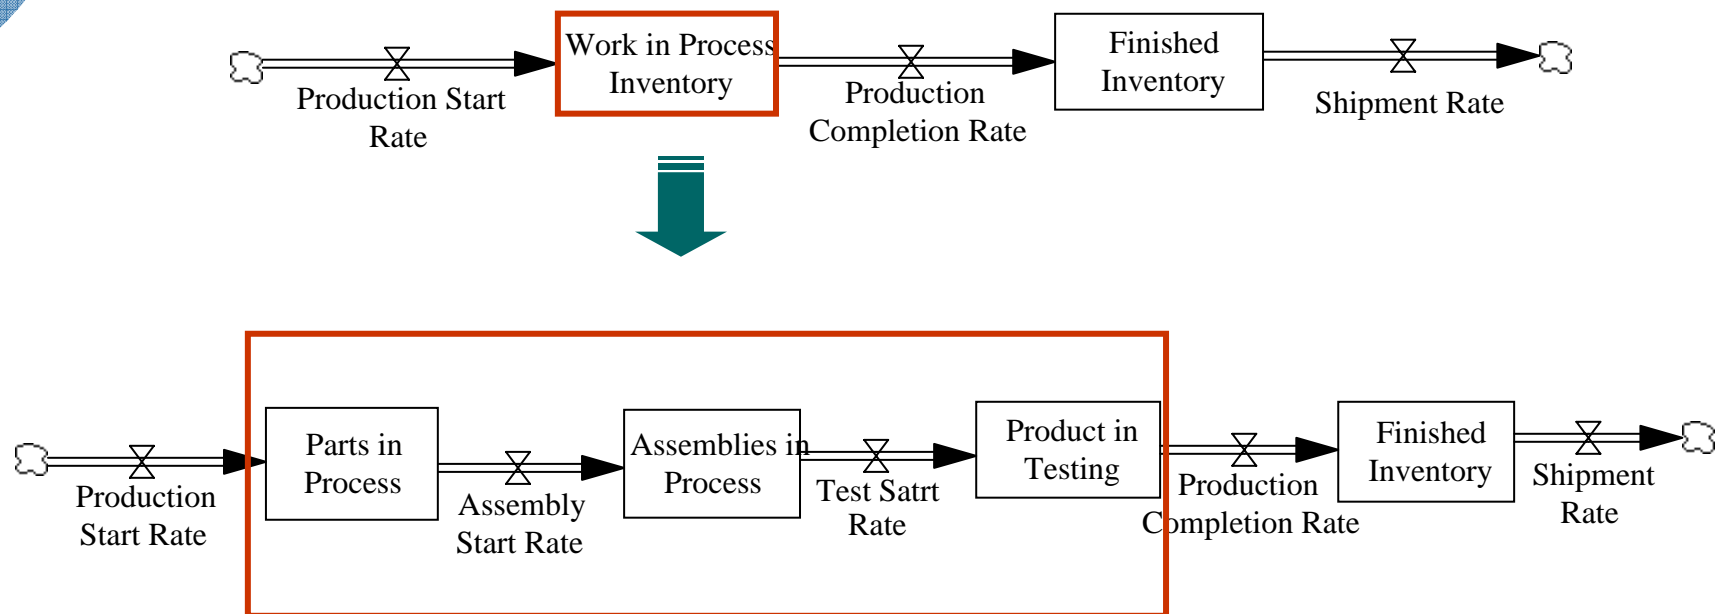 Work in Process
Inventory
Finished
Inventory
Production Start
Rate
Production
Completion Rate
Shipment Rate
Parts in
Process
Assemblies in
Process
Product in
Testing
Finished
Inventory
Production
Start Rate
Assembly
Start Rate
Test Satrt
Rate
Production
Completion Rate
Shipment
Rate